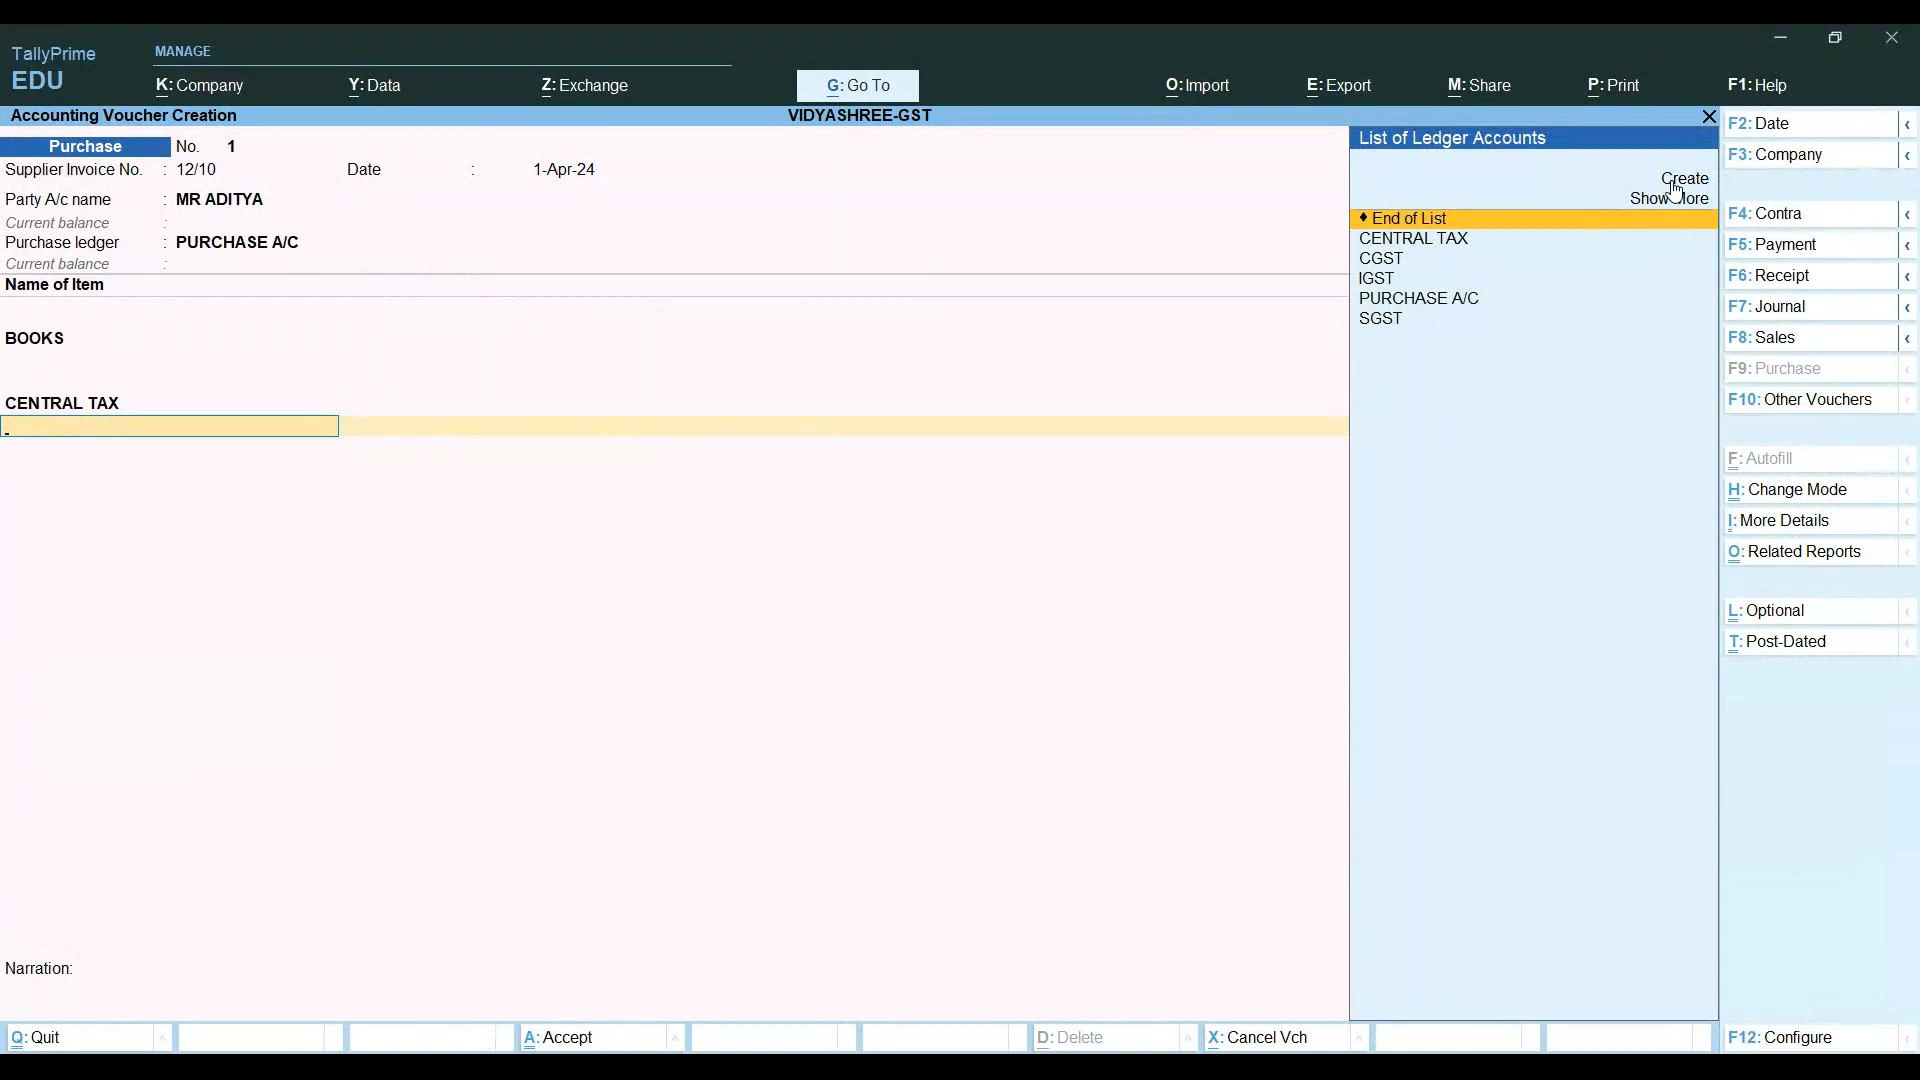 TallyPrime
EDU
MANAGE
K: Company
Y: Data
Z: Exchange
G: Go To
O: Import
E: Export
M: Share
P: Print
F1: Help
Accounting Voucher Creation
VIDYASHREE-GST
Purchase No. 1
Supplier Invoice No. : 12/10 Date : 1-Apr-24
Party A/c name : MR ADITYA
Current balance :
Purchase ledger : PURCHASE A/C
Current balance :
Name of Item
BOOKS
CENTRAL TAX
Narration:
List of Ledger Accounts
Create
Show More
♦ End of List
CENTRAL TAX
CGST
IGST
PURCHASE A/C
SGST
F2: Date
F3: Company
F4: Contra
F5: Payment
F6: Receipt
F7: Journal
F8: Sales
F9: Purchase
F10: Other Vouchers
F: Autofill
H: Change Mode
I: More Details
O: Related Reports
L: Optional
T: Post-Dated
Q: Quit
A: Accept
D: Delete
X: Cancel Vch
F12: Configure